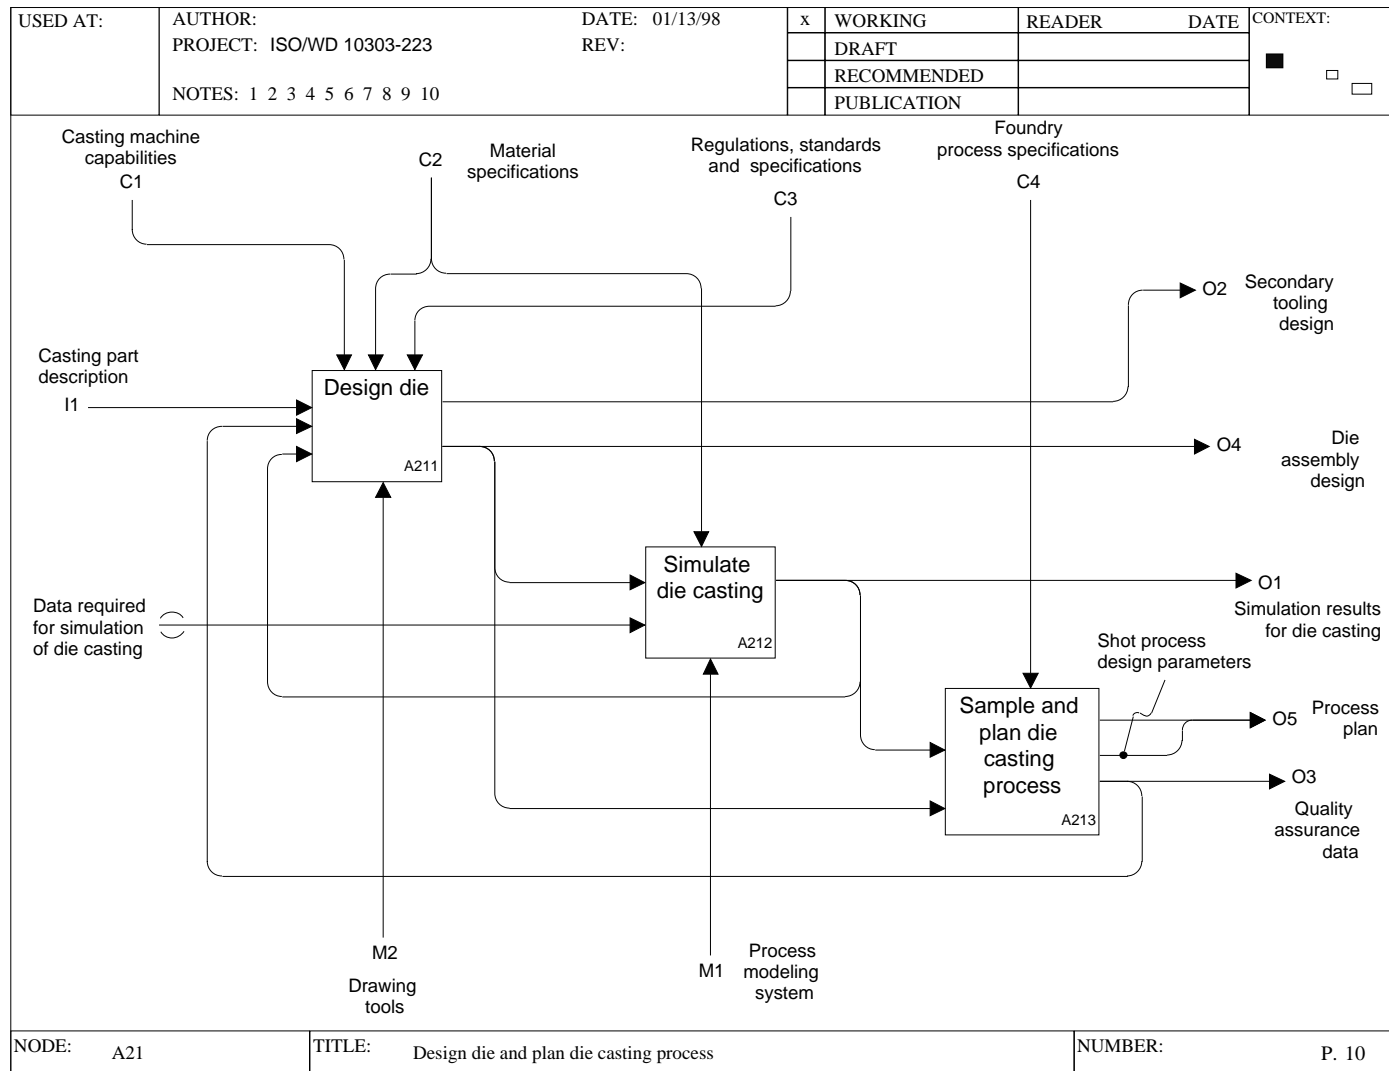 USED AT:
AUTHOR:
DATE: 01/13/98
PROJECT: ISO/WD 10303-223
REV:
NOTES: 1 2 3 4 5 6 7 8 9 10
x WORKING
DRAFT
RECOMMENDED
PUBLICATION
READER DATE
CONTEXT:
Casting machine
capabilities
C1
C2
Material
specifications
Regulations, standards
and specifications
C3
Foundry
process specifications
C4
O2
Secondary
tooling
design
Casting part
description
I1
Design die
A211
O4
Die
assembly
design
Simulate
die casting
A212
O1
Simulation results
for die casting
Data required
for simulation
of die casting
Shot process
design parameters
Sample and
plan die
casting
process
A213
O5
Process
plan
O3
Quality
assurance
data
M2
Drawing
tools
M1
Process
modeling
system
NODE: A21
TITLE: Design die and plan die casting process
NUMBER: P. 10